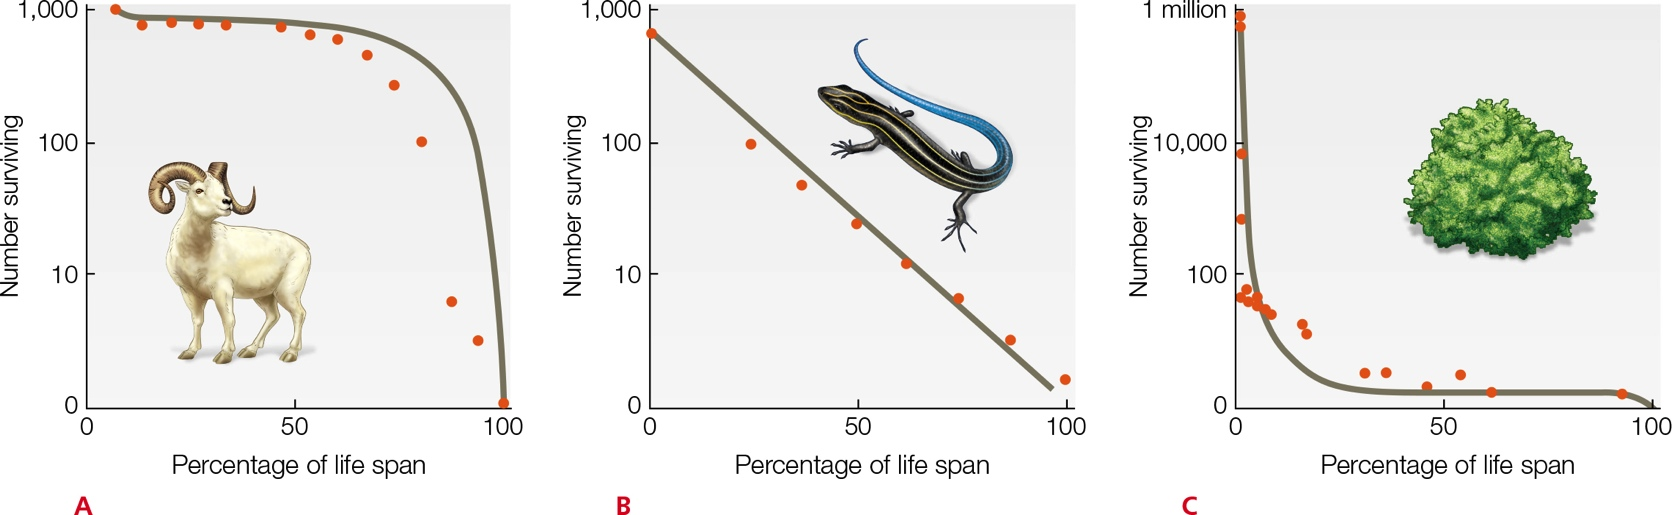 1,000
100
10
0
0 50 100
Number surviving
Percentage of life span
A
1,000
100
10
0
0 50 100
Number surviving
Percentage of life span
B
1 million
10,000
100
0
0 50 100
Number surviving
Percentage of life span
C